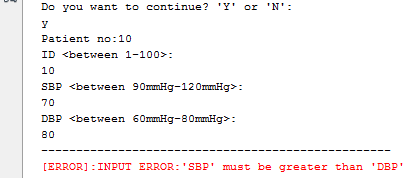 Do you want to continue? 'Y' or 'N':
y
Patient no:10
ID <between 1-100>:
10
SBP <between 90mmHg-120mmHg>:
70
DBP <between 60mmHg-80mmHg>:
80
--------------------------------------------------
[ERROR]:INPUT ERROR:'SBP' must be greater than 'DBP'